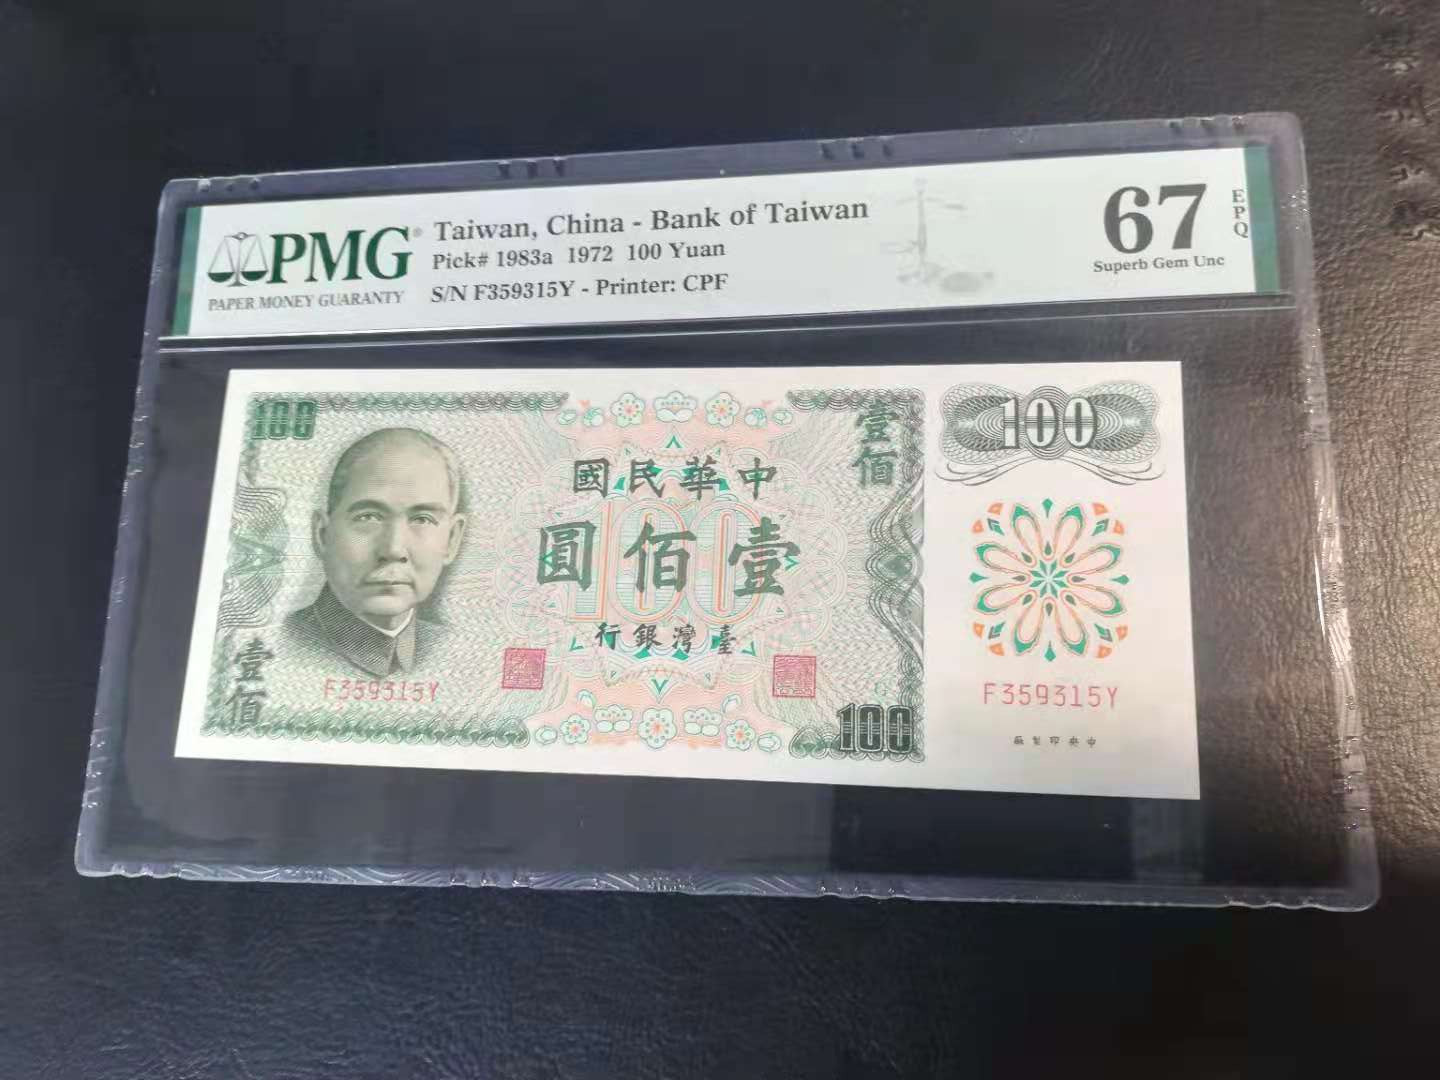 PMG®
PAPER MONEY GUARANTY
Taiwan, China - Bank of Taiwan
Pick# 1983a 1972 100 Yuan
S/N F359315Y - Printer: CPF
67
EPQ
Superb Gem Unc
100
壹佰
100
國民華中
圓佰壹
100
行銀灣臺
壹佰
F359315Y
G
100
F359315Y
廠製印央中